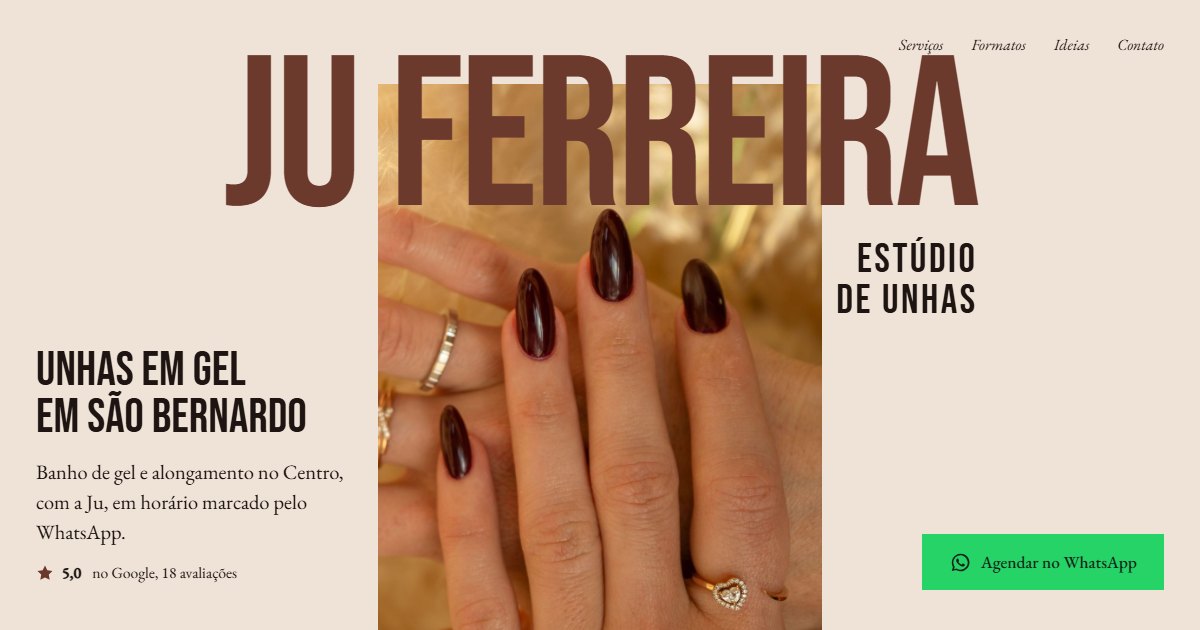 Serviços Formatos Ideias Contato
JU FERREIRA
ESTÚDIO
DE UNHAS
UNHAS EM GEL
EM SÃO BERNARDO
Banho de gel e alongamento no Centro,
com a Ju, em horário marcado pelo
WhatsApp.
5,0 no Google, 18 avaliações
Agendar no WhatsApp